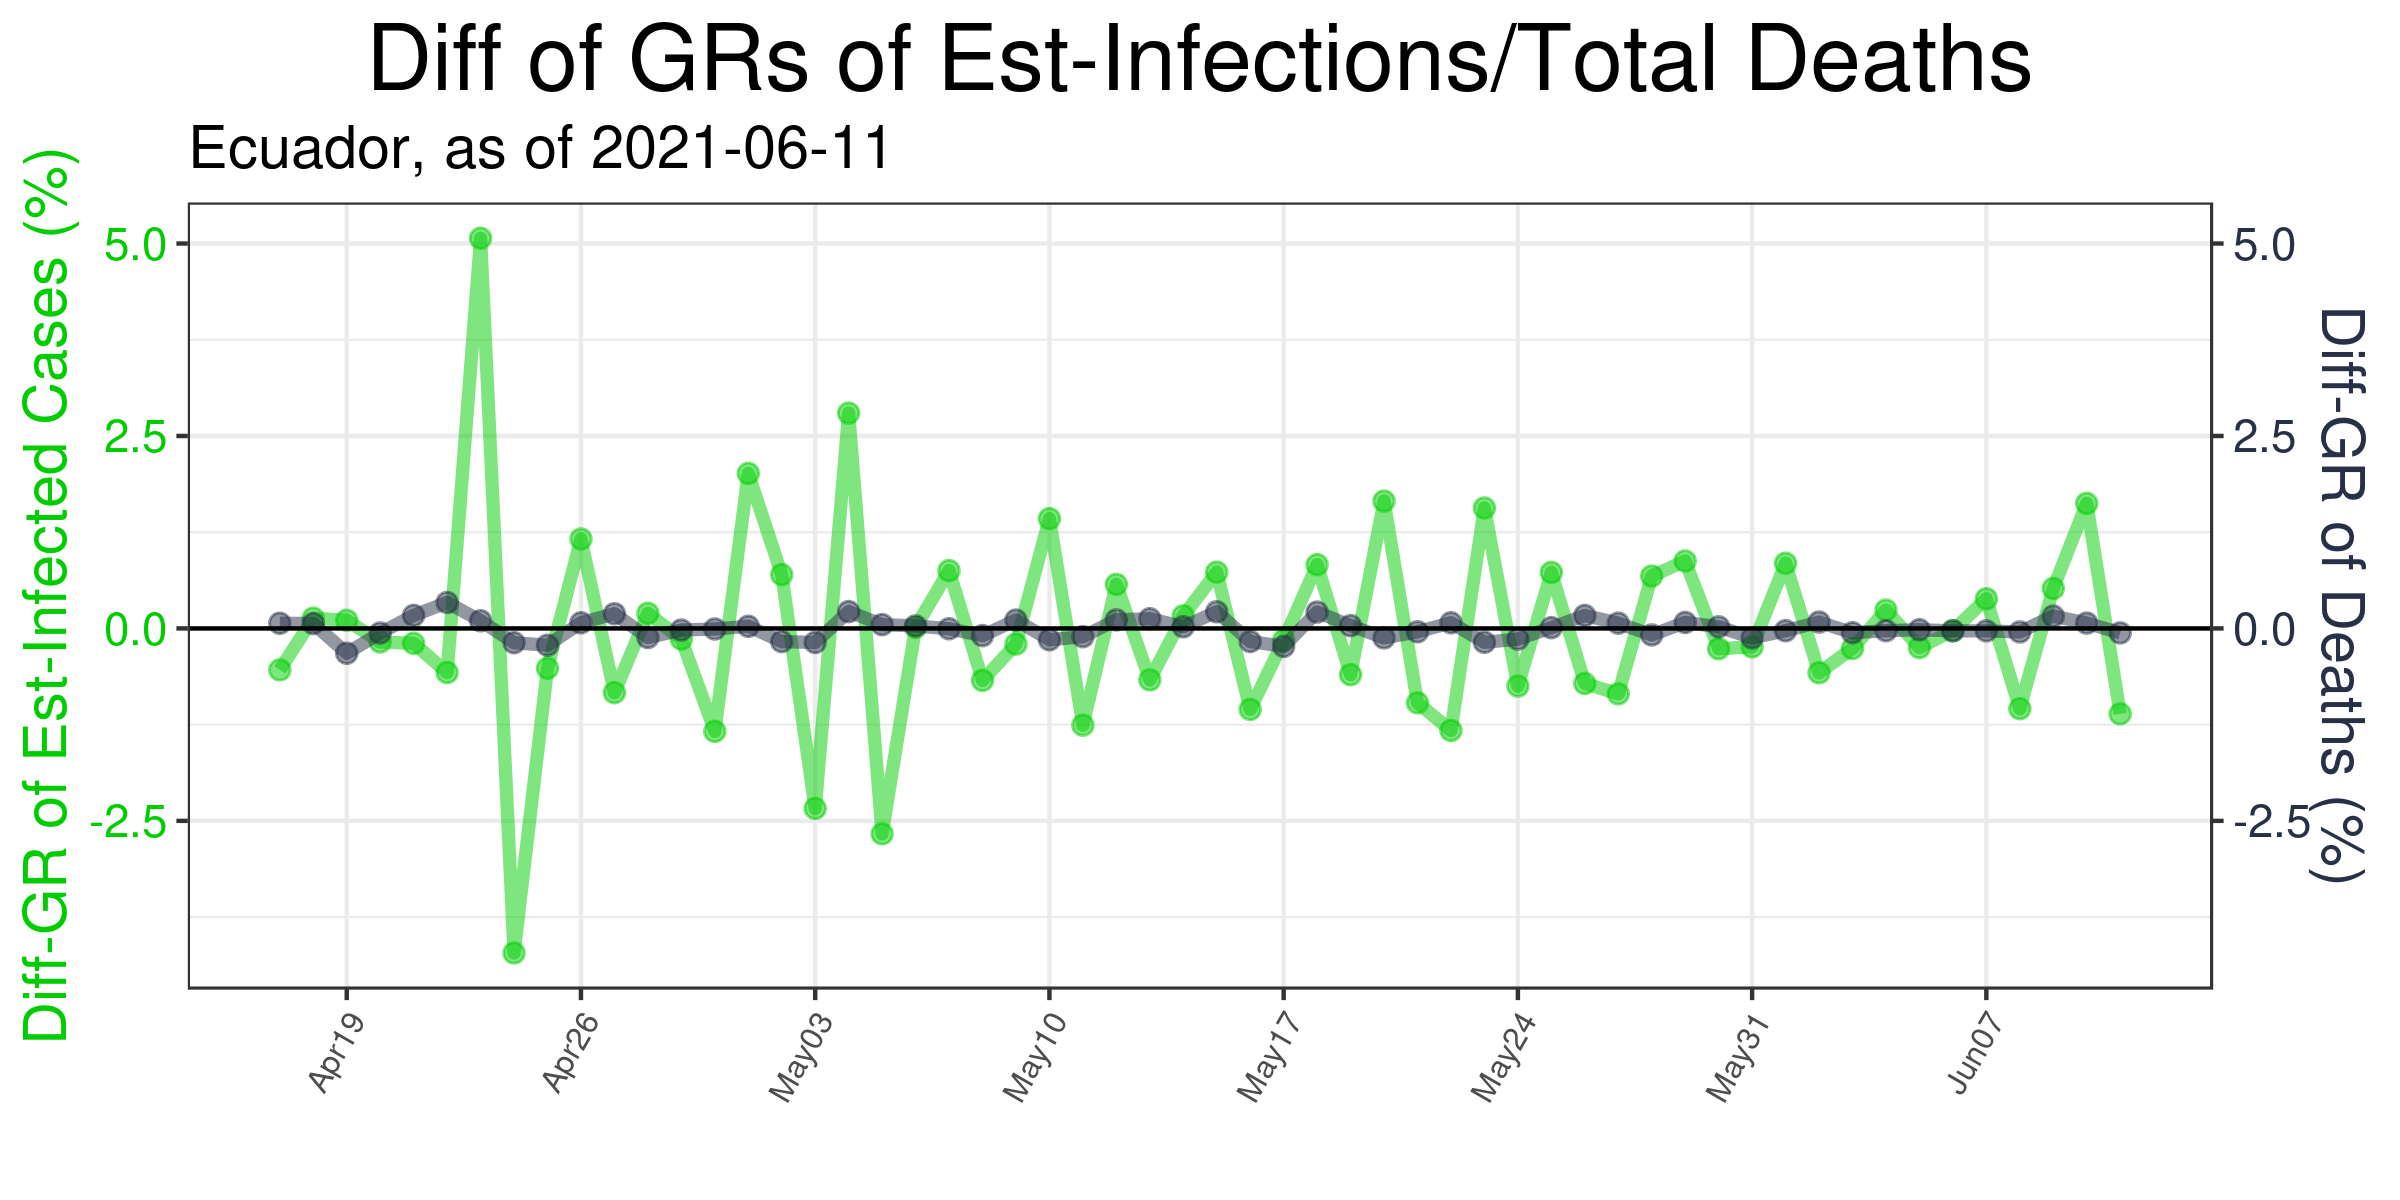 Diff of GRs of Est-Infections/Total Deaths
Ecuador, as of 2021-06-11
Diff-GR of Est-Infected Cases (%)
5.0
2.5
0.0
-2.5
5.0
2.5
0.0
-2.5
Diff-GR of Deaths (%)
Apr19
Apr26
May03
May10
May17
May24
May31
Jun07